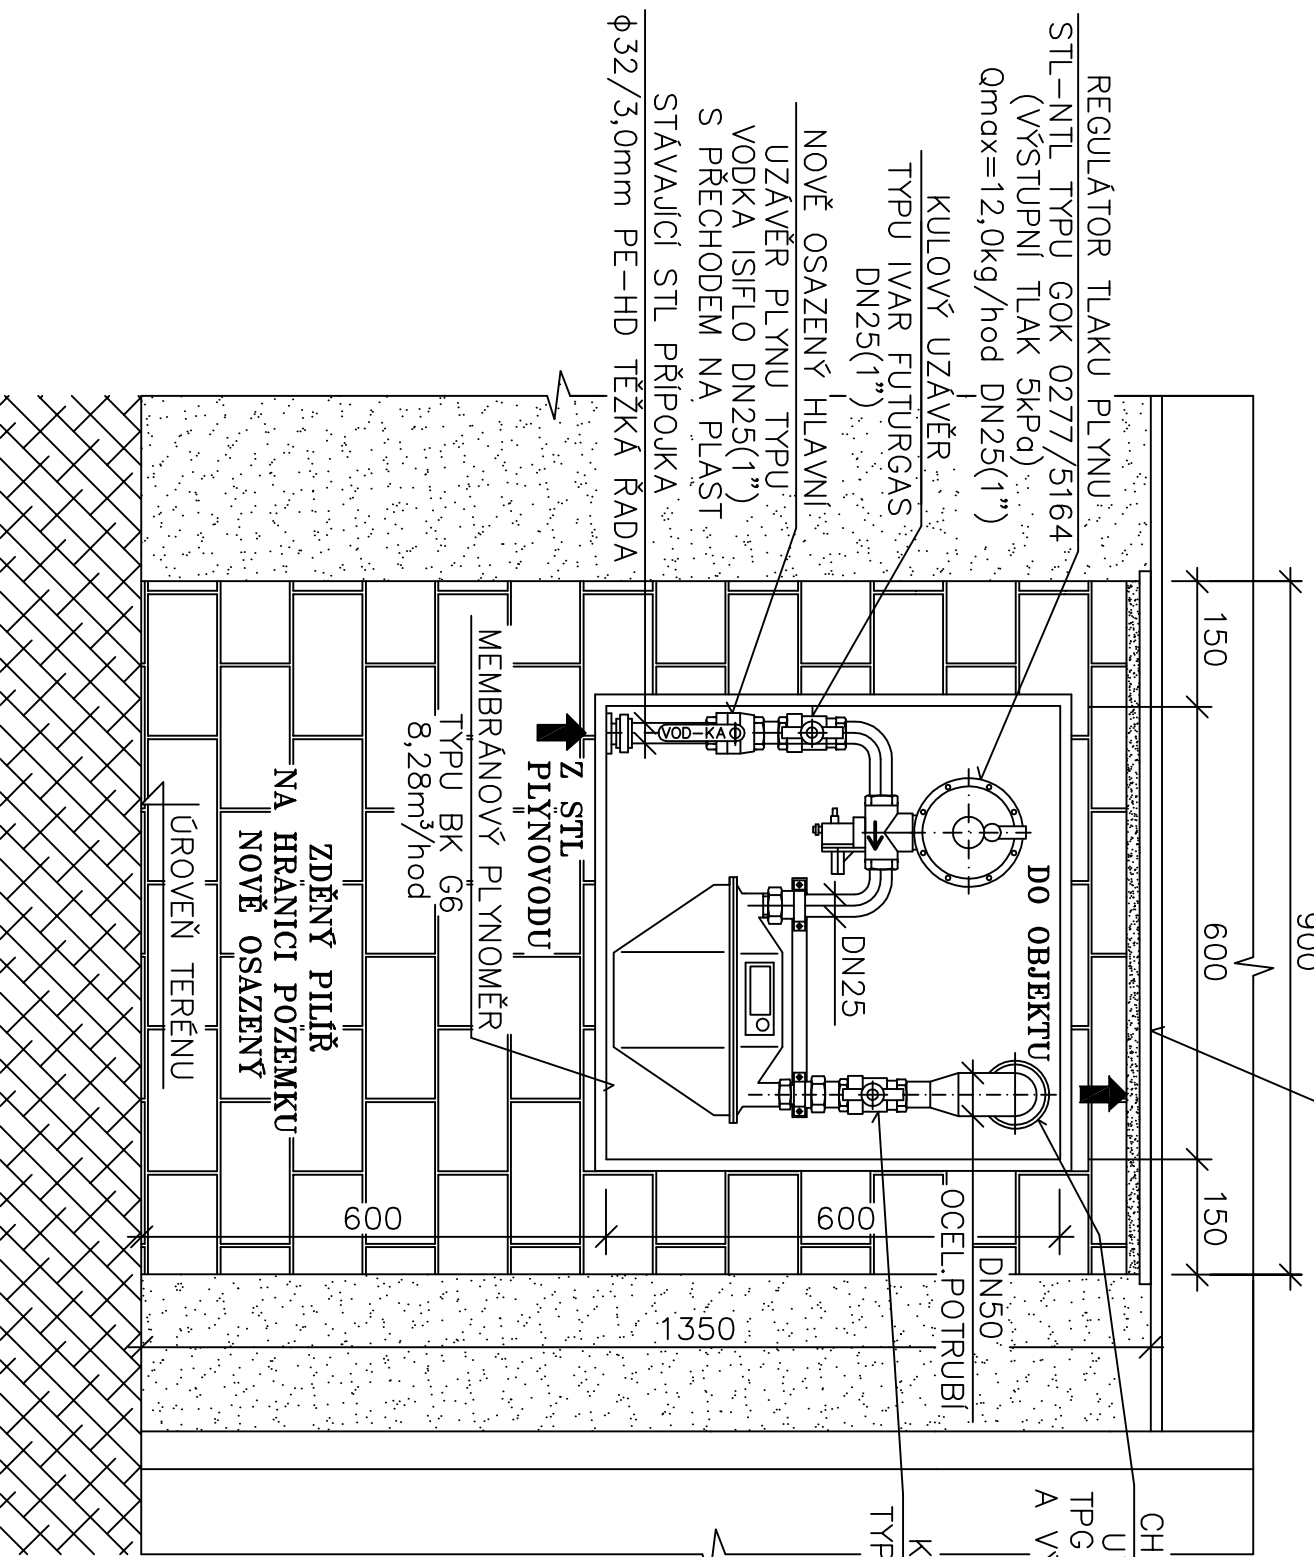 REGULÁTOR TLAKU PLYNU
STL-NTL TYPU GOK 0277/5164
(VÝSTUPNÍ TLAK 5kPa)
Qmax=12,0kg/hod DN25(1")
KULOVÝ UZÁVĚR
TYPU IVAR FUTURGAS
DN25(1")
NOVĚ OSAZENÝ HLAVNÍ
UZÁVĚR PLYNU TYPU
VODKA ISIFLO DN25(1")
S PŘECHODEM NA PLAST
STÁVAJÍCÍ STL PŘÍPOJKA
ϕ32/3,0mm PE-HD TĚŽKÁ ŘADA
900
150
600
150
DO OBJEKTU
VOD-KA
DN25
Z STL
PLYNOVODU
MEMBRÁNOVÝ PLYNOMĚR
TYPU BK G6
8,28m³/hod
ZDĚNÝ PILÍŘ
NA HRANICI POZEMKU
NOVĚ OSAZENÝ
ÚROVEŇ TERÉNU
600
600
1350
DN50
OCEL.POTRUBÍ
CH
U
TPG
A V
K
TYP